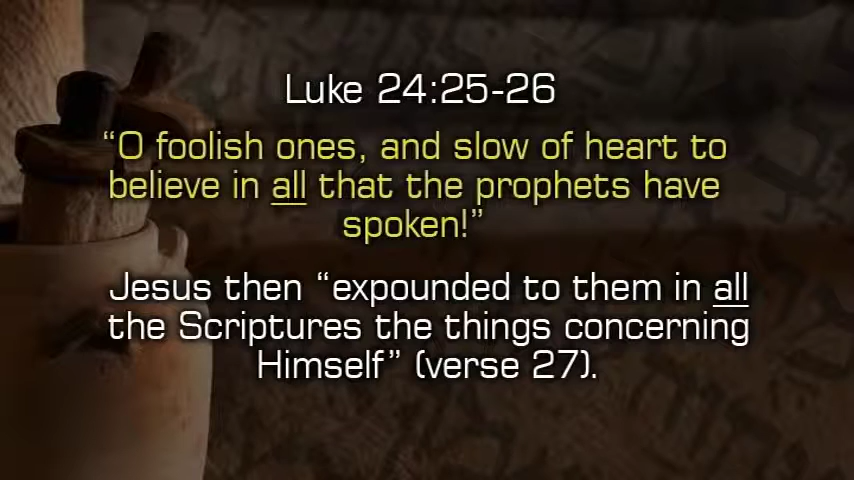 Luke 24:25-26
“O foolish ones, and slow of heart to
believe in all that the prophets have
spoken!”
Jesus then “expounded to them in all
the Scriptures the things concerning
Himself” (verse 27).